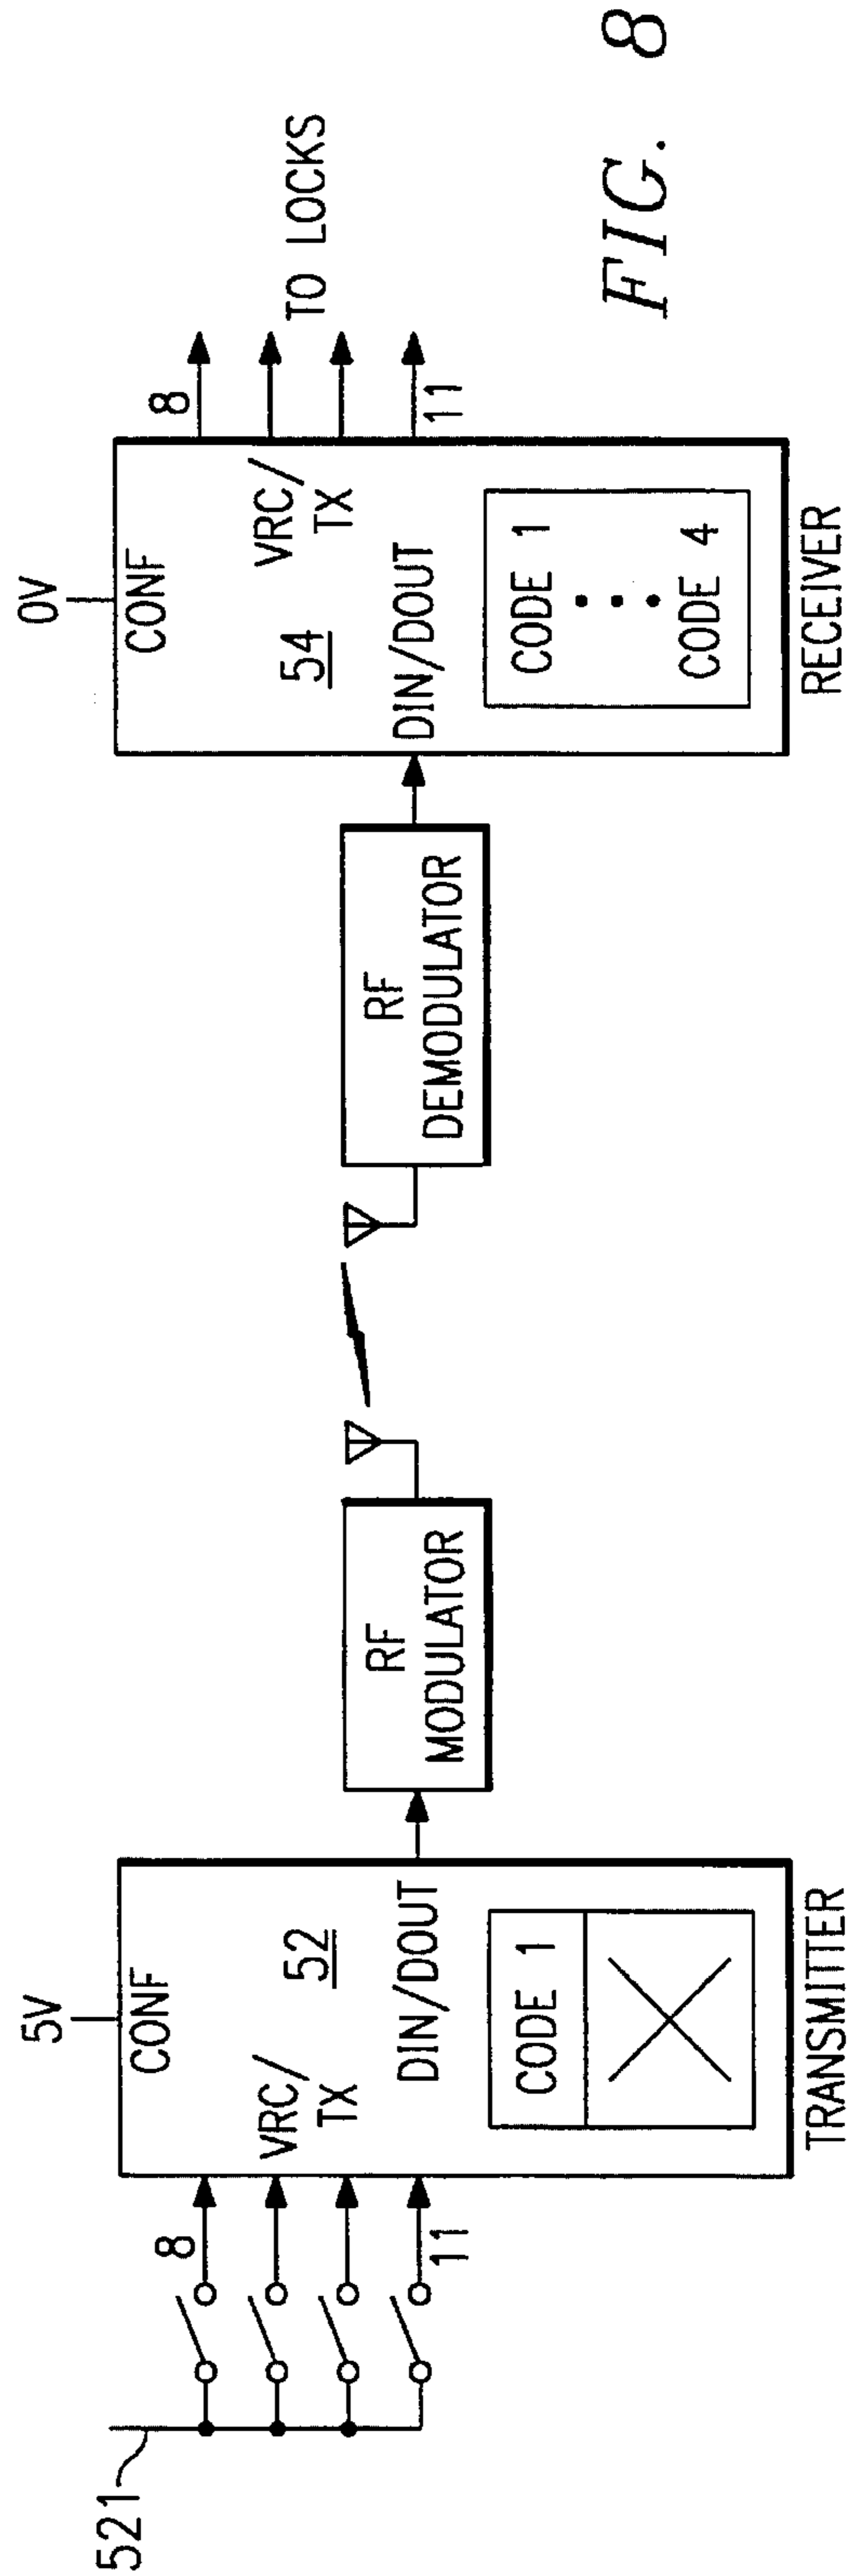 5V
0V
CONF
CONF
521
8
VRC/
TX
52
11
DIN/DOUT
CODE 1
TRANSMITTER
RF
MODULATOR
RF
DEMODULATOR
54
VRC/
TX
8
DIN/DOUT
11
TO LOCKS
CODE 1
CODE 4
RECEIVER
FIG. 8